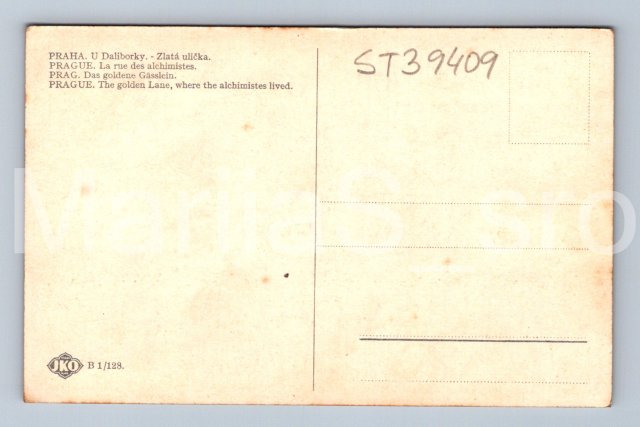 PRAHA. U Daliborky. - Zlatá ulička.
PRAGUE. La rue des alchimistes.
PRAG. Das goldene Gässlein.
PRAGUE. The golden Lane, where the alchimistes lived.
ST39409
MarliaS_sro
JKO B 1/128.